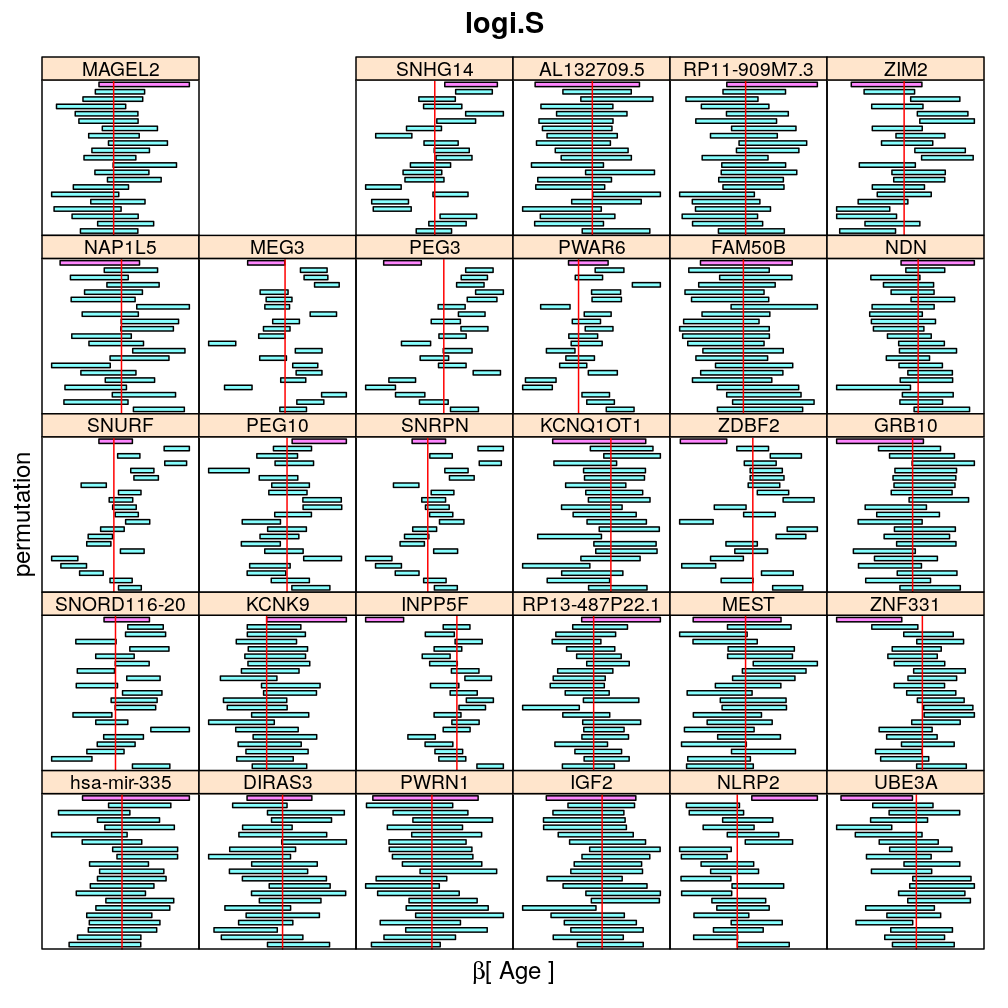 logi.S
MAGEL2 SNHG14 AL132709.5 RP11-909M7.3 ZIM2
NAP1L5 MEG3 PEG3 PWAR6 FAM50B NDN
SNURF PEG10 SNRPN KCNQ1OT1 ZDBF2 GRB10
permutation
SNORD116-20 KCNK9 INPP5F RP13-487P22.1 MEST ZNF331
hsa-mir-335 DIRAS3 PWRN1 IGF2 NLRP2 UBE3A
β[ Age ]